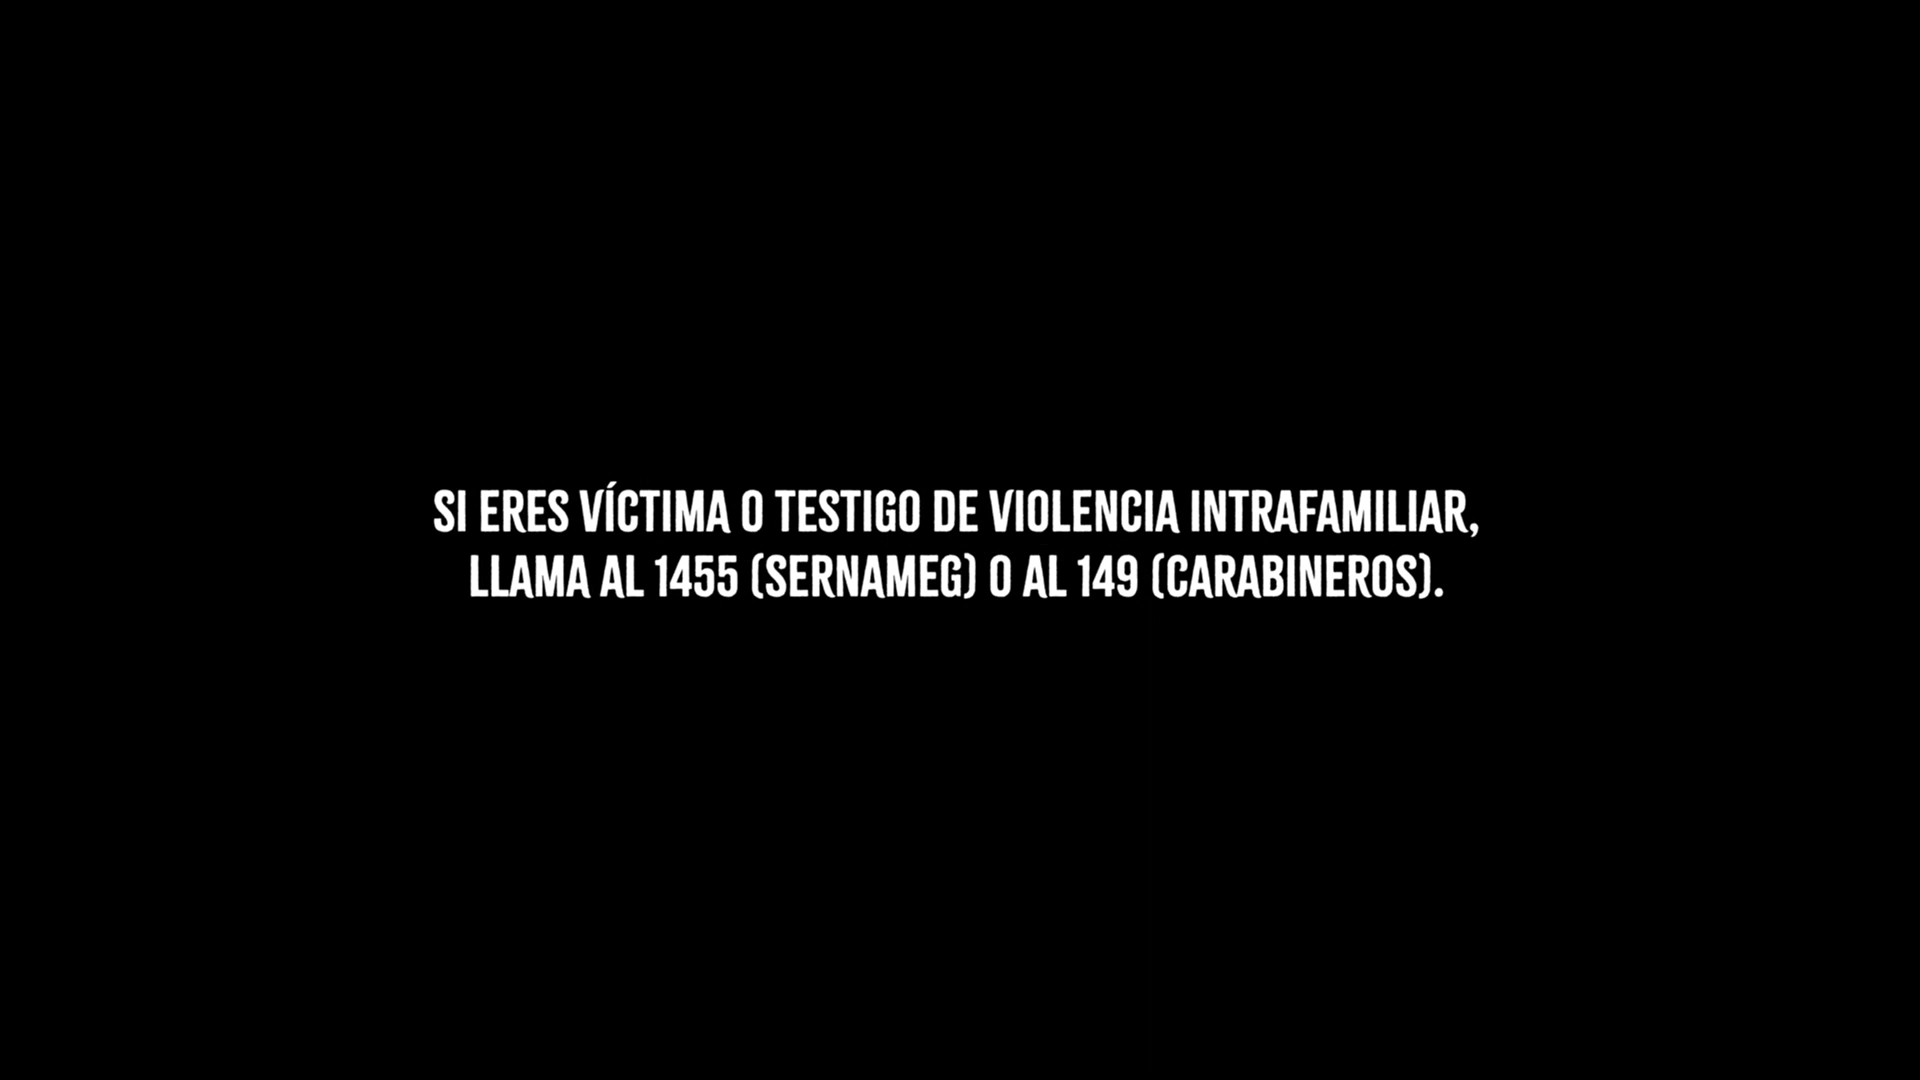 SI ERES VÍCTIMA O TESTIGO DE VIOLENCIA INTRAFAMILIAR,
LLAMA AL 1455 (SERNAMEG) O AL 149 (CARABINEROS).